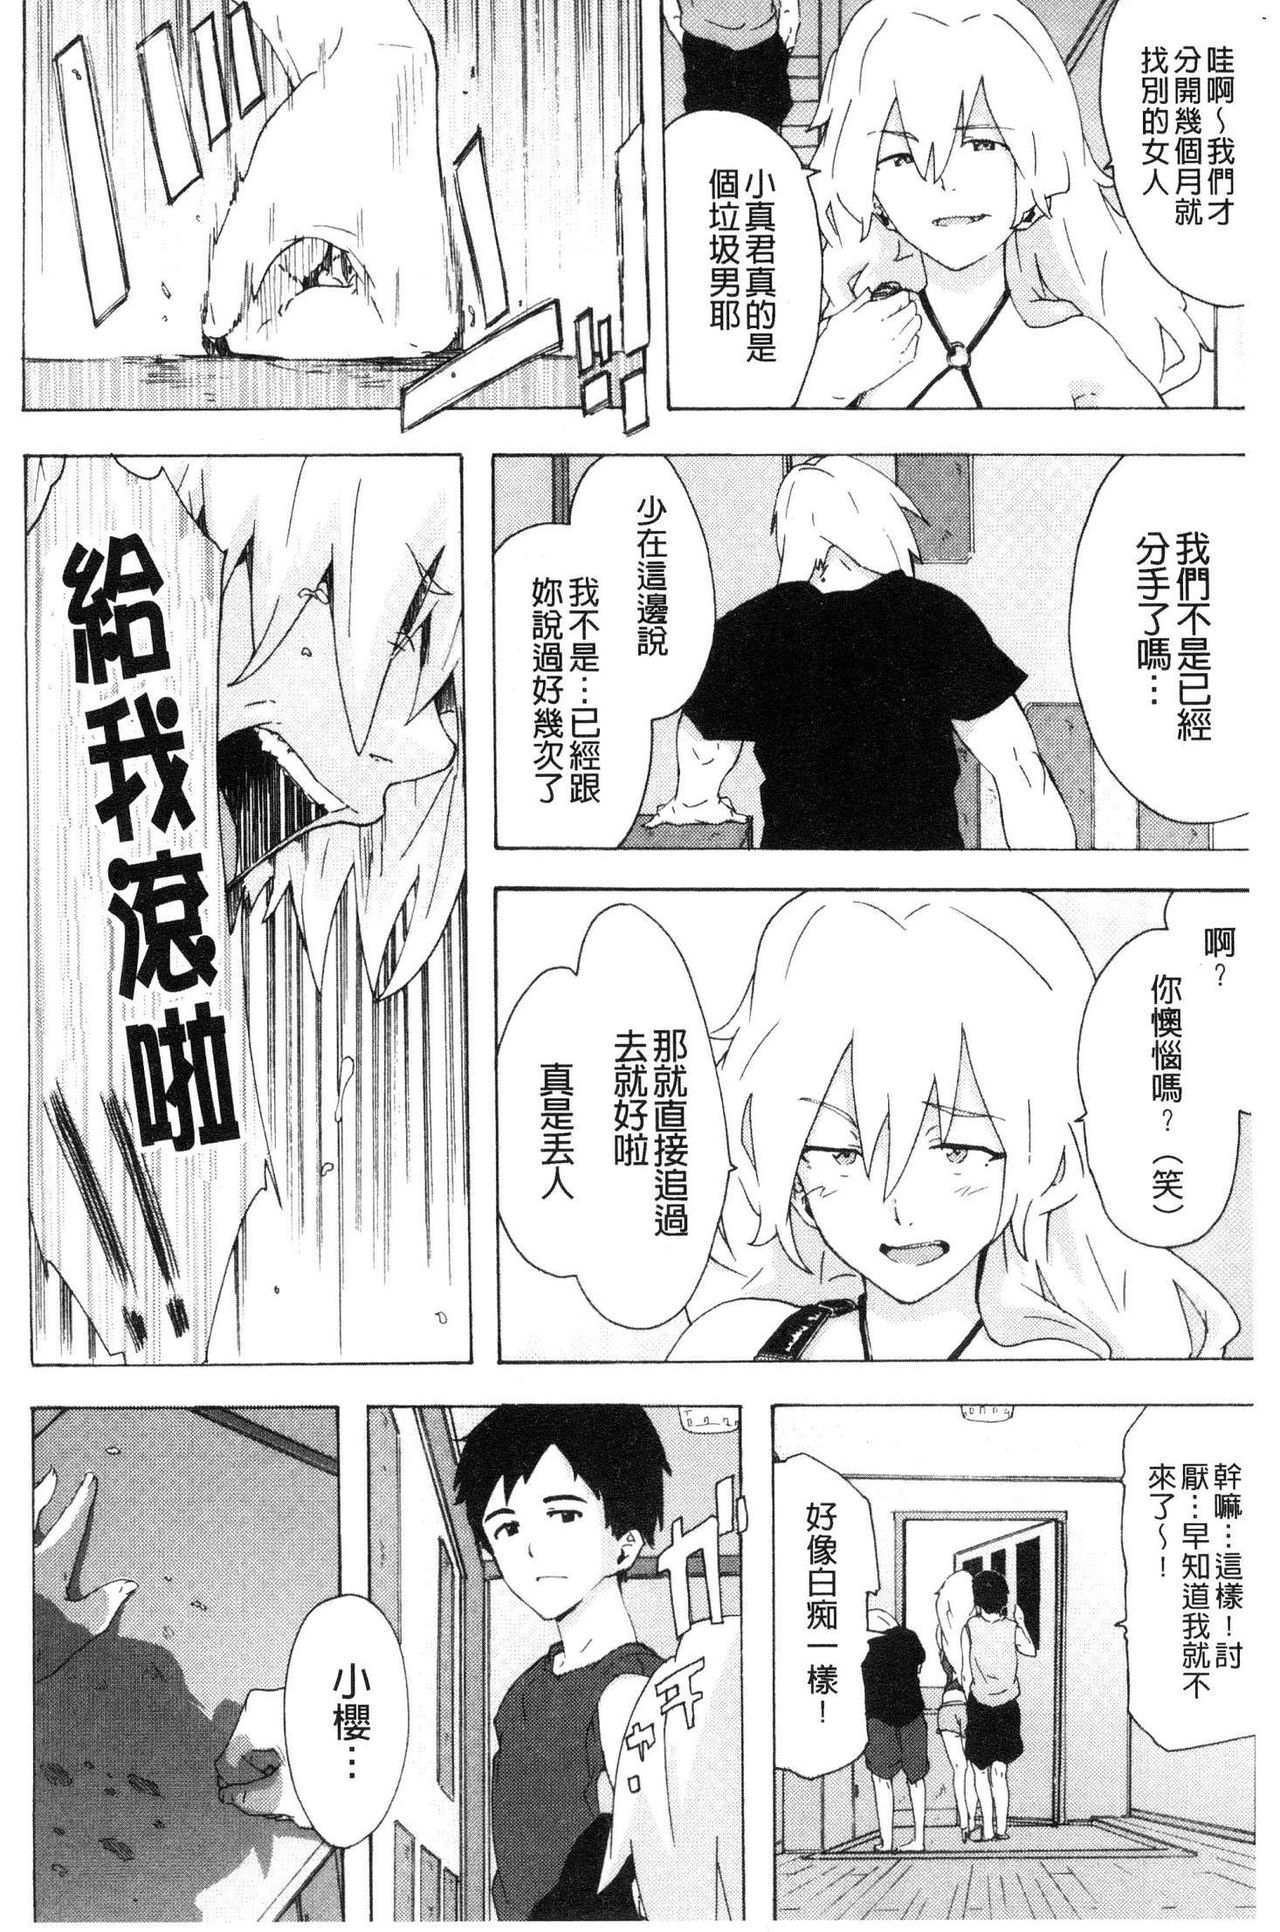 哇啊～我們才
分開幾個月就
找別的女人
小真君真的是
個垃圾男耶
我們不是已經
分手了嗎…
少在這邊說
我不是…已經跟
妳說過好幾次了
啊?
你懊惱嗎?（笑）
那就直接追過
去就好啦
真是丟人
給我滾啦!!
幹嘛…這樣!討
厭…早知道我就不
來了～!
好像白痴一樣!
ガチャ
小櫻…